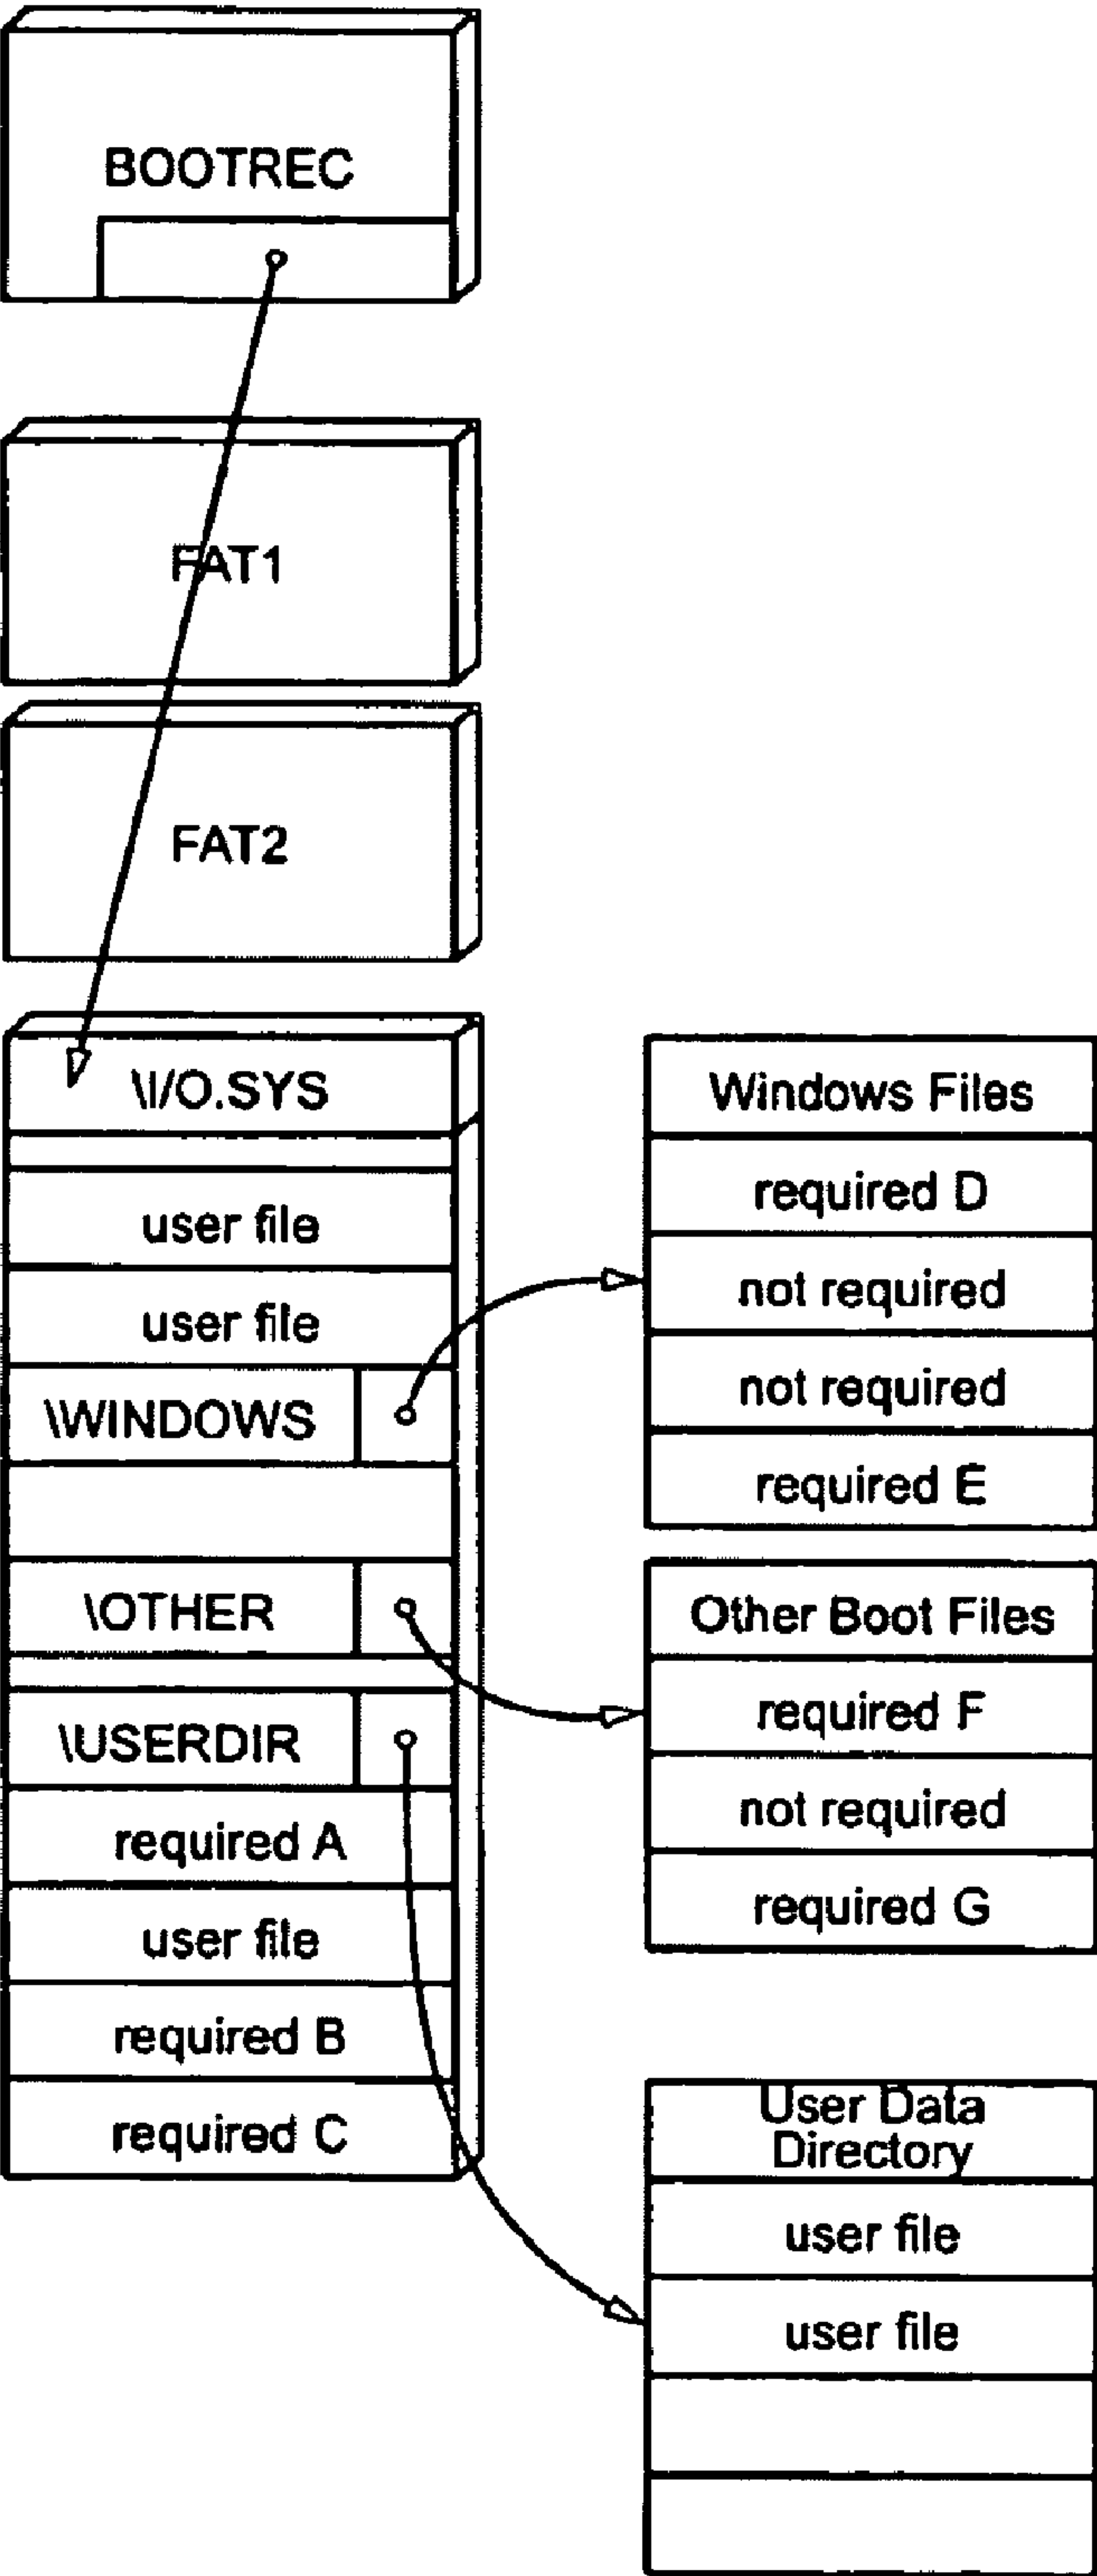 BOOTREC
FAT1
FAT2
\I/O.SYS
user file
user file
\WINDOWS
\OTHER
\USERDIR
required A
user file
required B
required C
Windows Files
required D
not required
not required
required E
Other Boot Files
required F
not required
required G
User Data
Directory
user file
user file